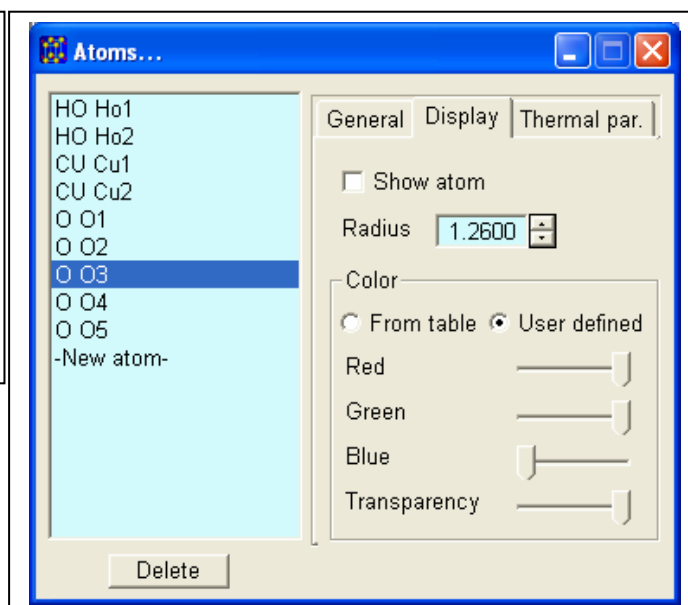 Atoms...
HO Ho1
HO Ho2
CU Cu1
CU Cu2
O O1
O O2
O O3
O O4
O O5
-New atom-
Delete
General Display Thermal par.
Show atom
Radius 1.2600
Color
From table User defined
Red
Green
Blue
Transparency